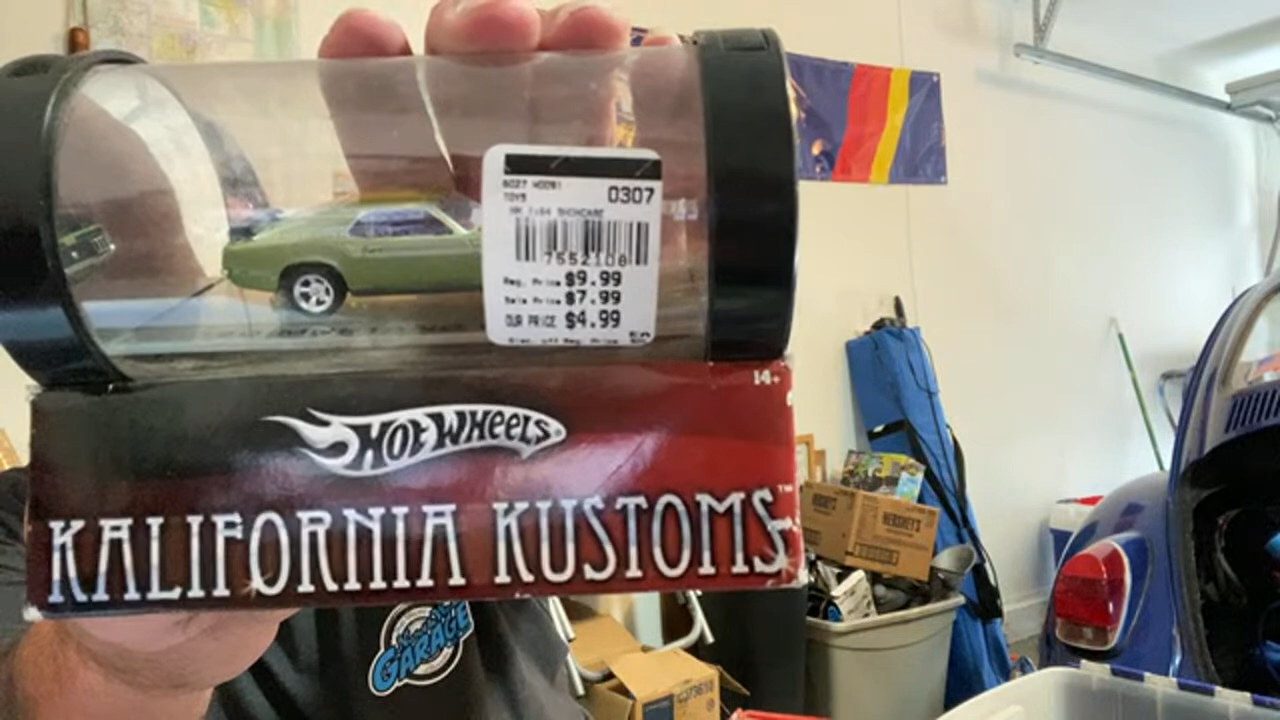 0307
TOYS
7552108
Reg. Price $9.99
Sale Price $7.99
OUR PRICE $4.99
14+
HOT WHEELS
KALIFORNIA KUSTOMS™
GARAGE
HERSHEY'S